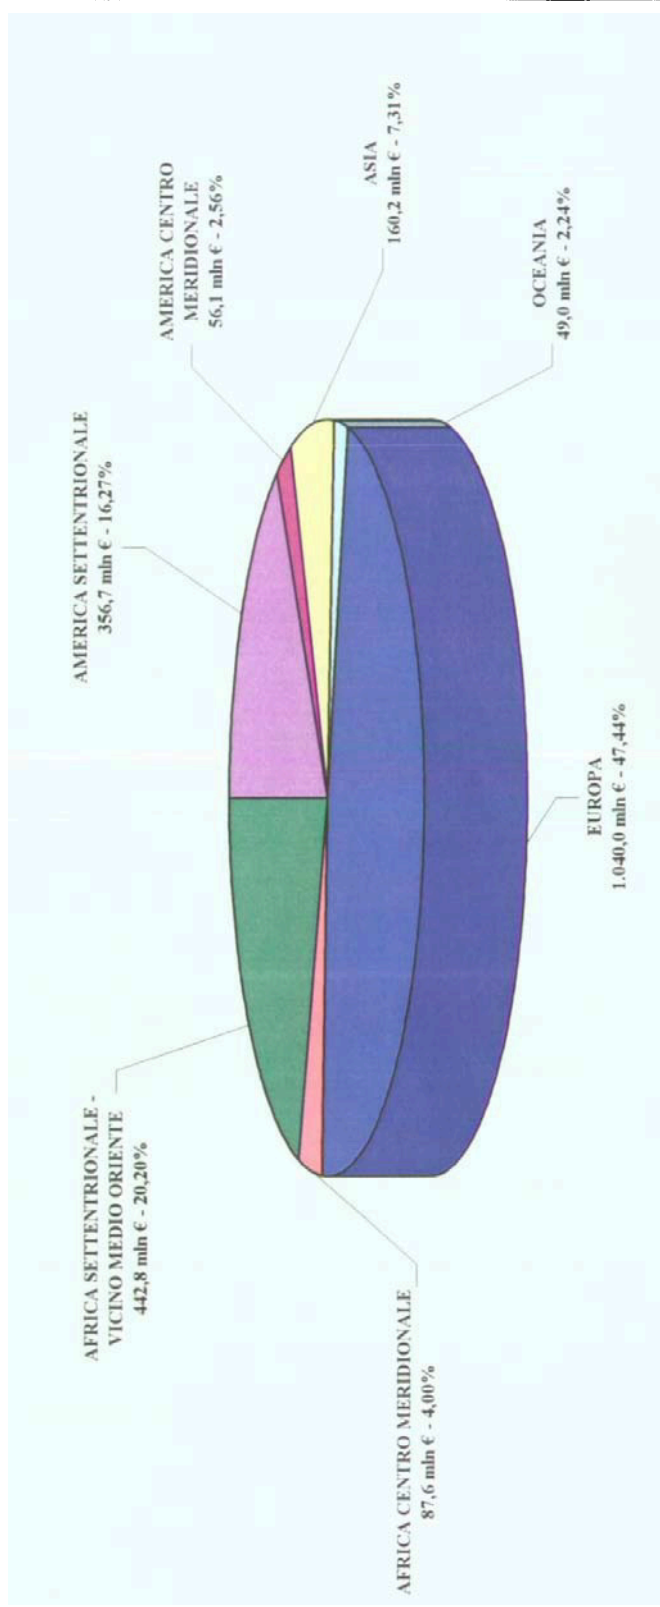 AFRICA SETTENTRIONALE -
VICINO MEDIO ORIENTE
442,8 mln € - 20,20%
AMERICA SETTENTRIONALE
356,7 mln € - 16,27%
AMERICA CENTRO
MERIDIONALE
56,1 mln € - 2,56%
ASIA
160,2 mln € - 7,31%
OCEANIA
49,0 mln € - 2,24%
EUROPA
1.040,0 mln € - 47,44%
AFRICA CENTRO MERIDIONALE
87,6 mln € - 4,00%